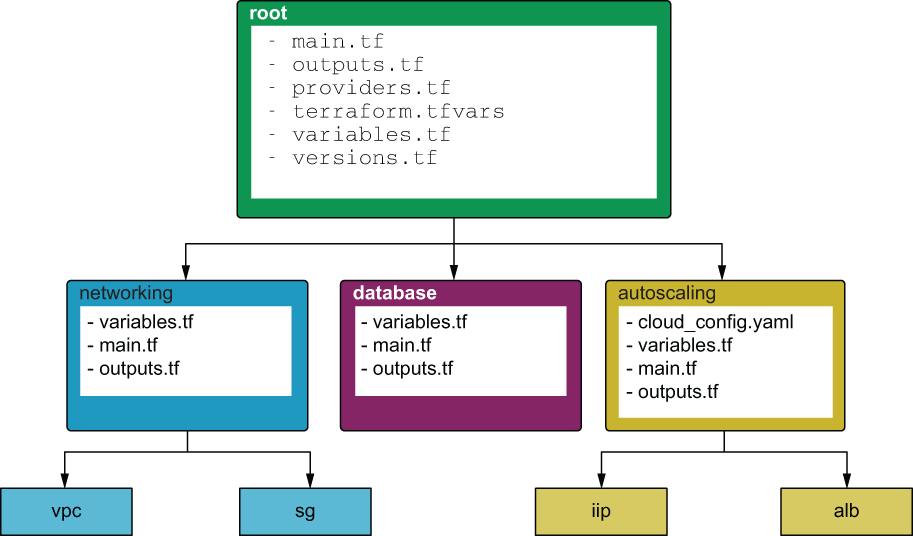 root
- main.tf
- outputs.tf
- providers.tf
- terraform.tfvars
- variables.tf
- versions.tf
networking
- variables.tf
- main.tf
- outputs.tf
database
- variables.tf
- main.tf
- outputs.tf
autoscaling
- cloud_config.yaml
- variables.tf
- main.tf
- outputs.tf
vpc
sg
iip
alb